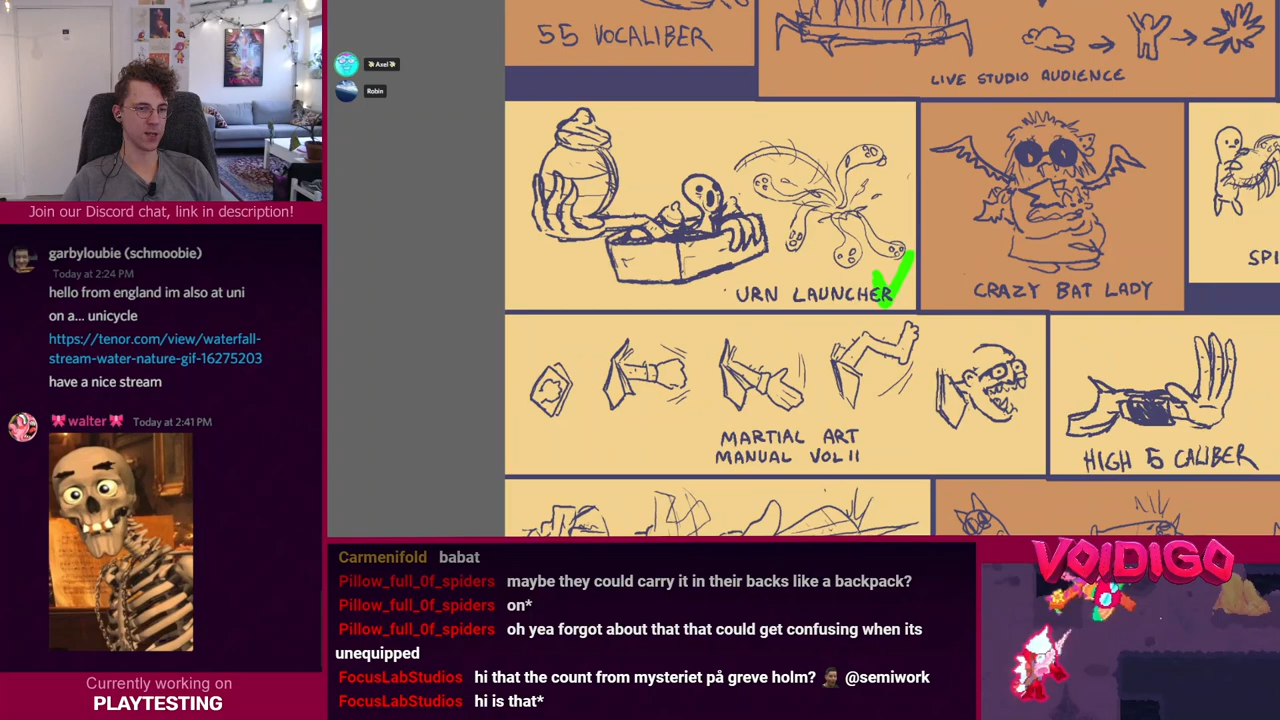 Join our Discord chat, link in description!
garbyloubie (schmoobie)
Today at 2:24 PM
hello from england im also at uni
on a... unicycle
https://tenor.com/view/waterfall-
stream-water-nature-gif-16275203
have a nice stream
walter Today at 2:41 PM
Currently working on
PLAYTESTING
Axel
Robin
55 VOCALIBER
LIVE STUDIO AUDIENCE
URN LAUNCHER
CRAZY BAT LADY
SPI
MARTIAL ART
MANUAL VOL II
HIGH 5 CALIBER
Carmenifold babat
Pillow_full_0f_spiders maybe they could carry it in their backs like a backpack?
Pillow_full_0f_spiders on*
Pillow_full_0f_spiders oh yea forgot about that that could get confusing when its
unequipped
FocusLabStudios hi that the count from mysteriet på greve holm? @semiwork
FocusLabStudios hi is that*
VOIDIGO